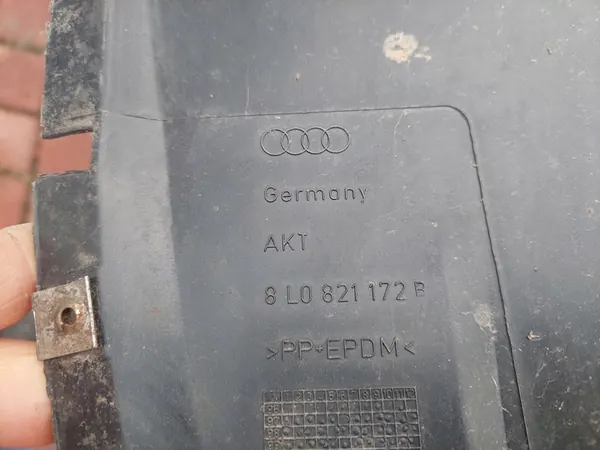 Germany
AKT
8 L0 821 172 B
>PP+EPDM<